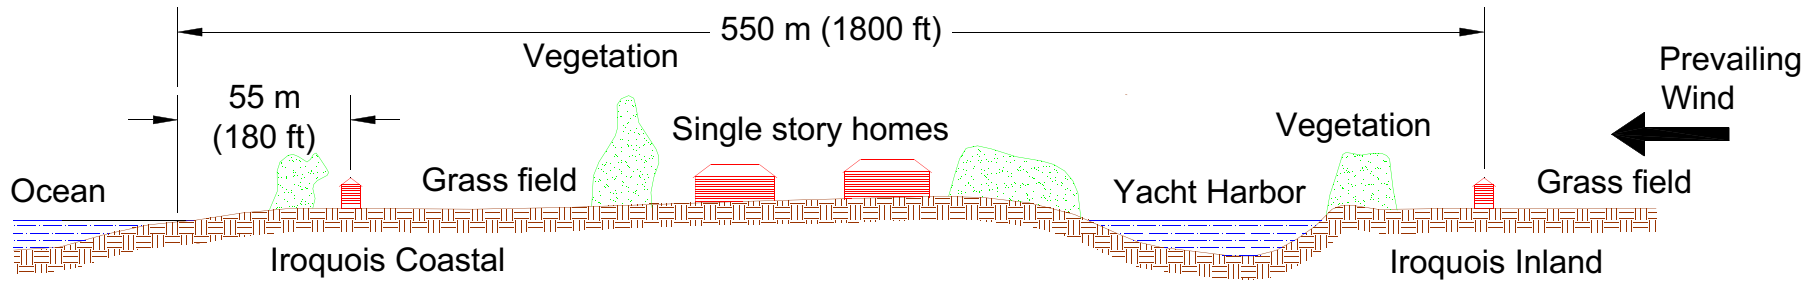 550 m (1800 ft)
Vegetation
Prevailing
Wind
55 m
(180 ft)
Single story homes
Vegetation
Ocean
Grass field
Yacht Harbor
Grass field
Iroquois Coastal
Iroquois Inland